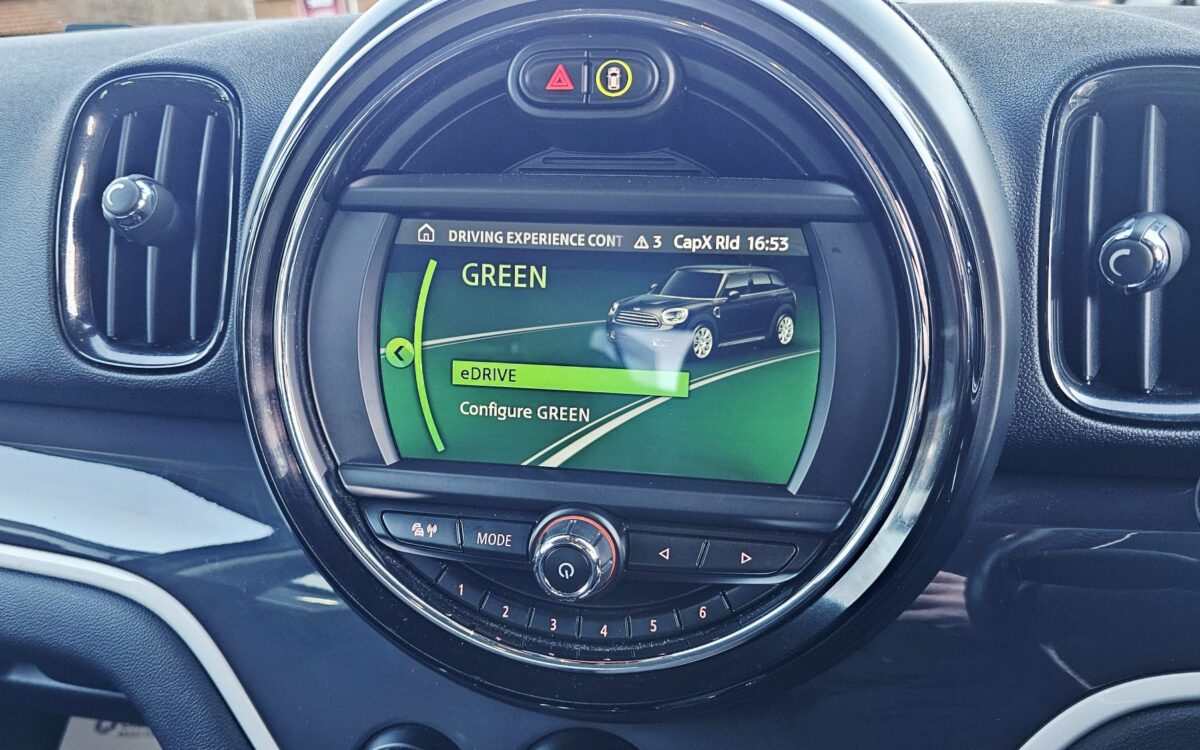 DRIVING EXPERIENCE CONT 3 CapX Rld 16:53
GREEN
eDRIVE
Configure GREEN
MODE
1 2 3 4 5 6